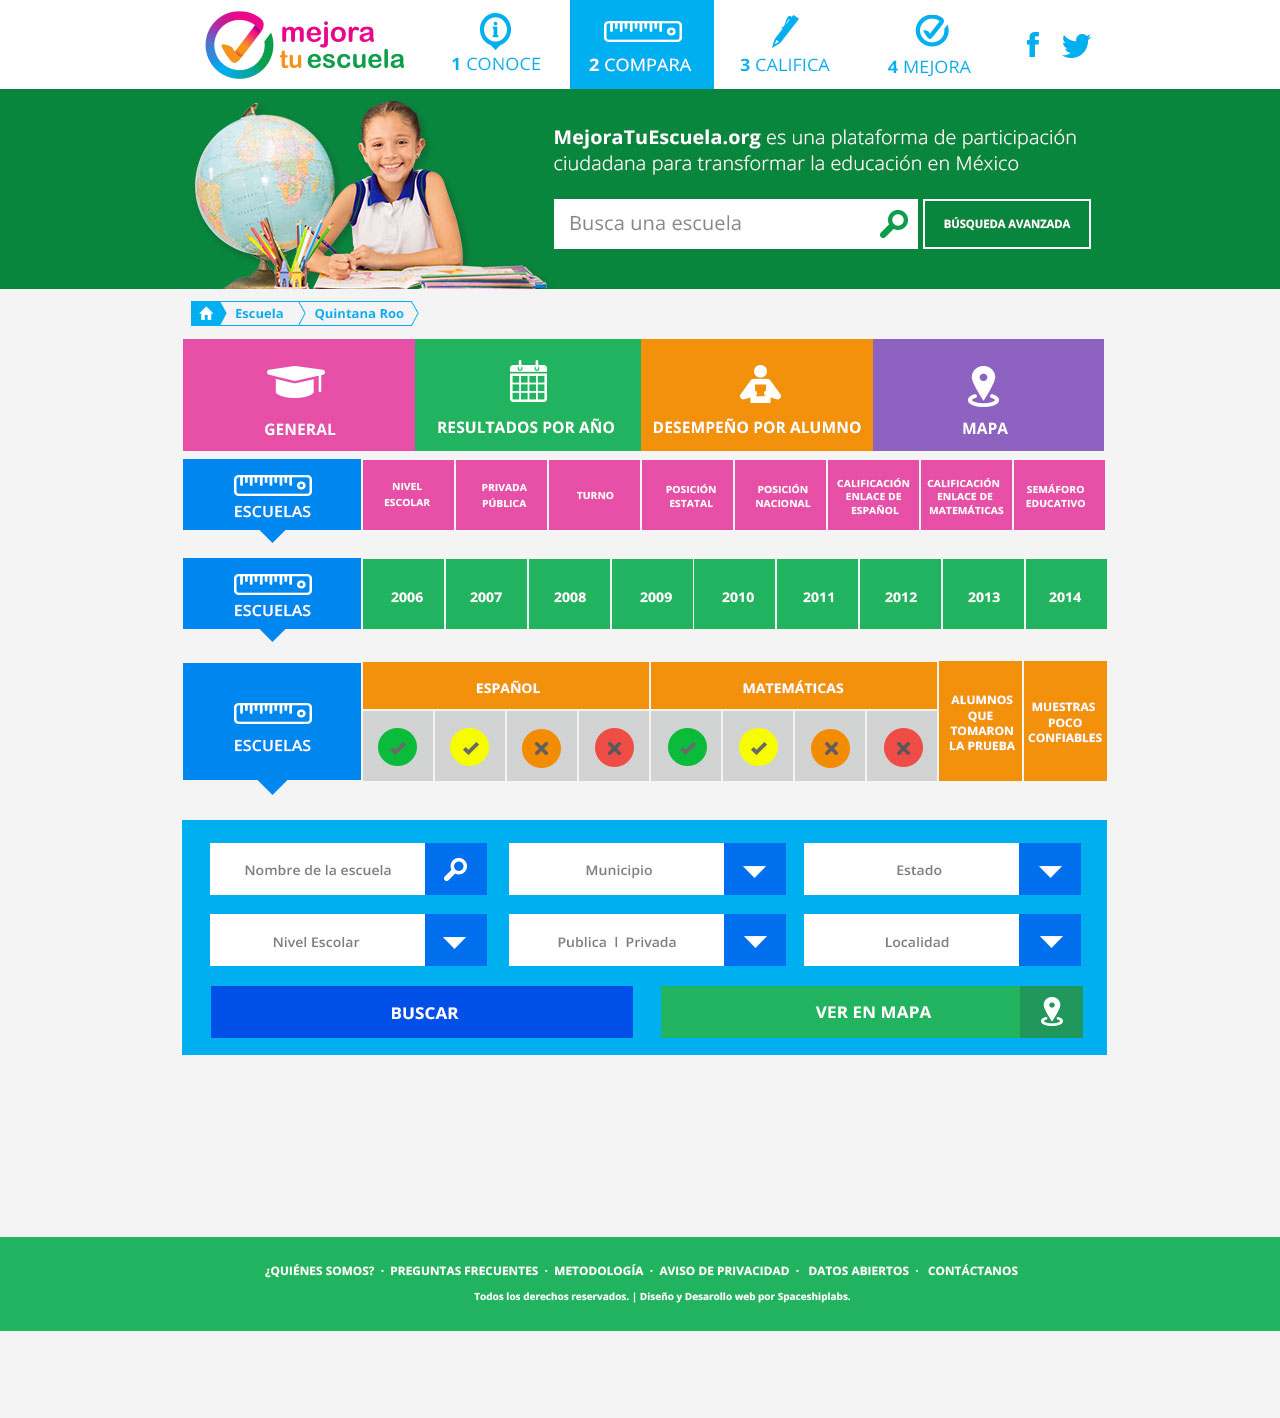 mejora
tu escuela
1 CONOCE
2 COMPARA
3 CALIFICA
4 MEJORA
MejoraTuEscuela.org es una plataforma de participación
ciudadana para transformar la educación en México
Busca una escuela
BÚSQUEDA AVANZADA
Escuela
Quintana Roo
GENERAL
RESULTADOS POR AÑO
DESEMPEÑO POR ALUMNO
MAPA
ESCUELAS
NIVEL
ESCOLAR
PRIVADA
PÚBLICA
TURNO
POSICIÓN
ESTATAL
POSICIÓN
NACIONAL
CALIFICACIÓN
ENLACE DE
ESPAÑOL
CALIFICACIÓN
ENLACE DE
MATEMÁTICAS
SEMÁFORO
EDUCATIVO
ESCUELAS
2006
2007
2008
2009
2010
2011
2012
2013
2014
ESCUELAS
ESPAÑOL
MATEMÁTICAS
ALUMNOS
QUE
TOMARON
LA PRUEBA
MUESTRAS
POCO
CONFIABLES
Nombre de la escuela
Municipio
Estado
Nivel Escolar
Publica | Privada
Localidad
BUSCAR
VER EN MAPA
¿QUIÉNES SOMOS? · PREGUNTAS FRECUENTES · METODOLOGÍA · AVISO DE PRIVACIDAD · DATOS ABIERTOS · CONTÁCTANOS
Todos los derechos reservados. | Diseño y Desarollo web por Spaceshiplabs.